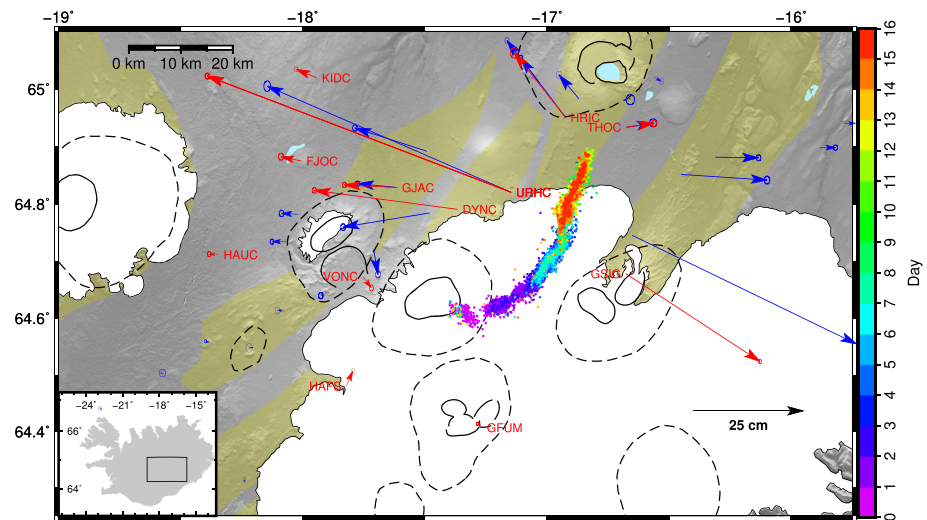 −19° −18° −17° −16°
0 km 10 km 20 km
65°
64.8°
64.6°
64.4°
KIDC
HRIC
THOC
FJOC
GJAC
URHC
DYNC
HAUC
VONC
GSIG
HAFS
GFUM
25 cm
−24° −21° −18° −15°
66°
64°
16
15
14
13
12
11
10
9
8
7
6
5
4
3
2
1
0
Day